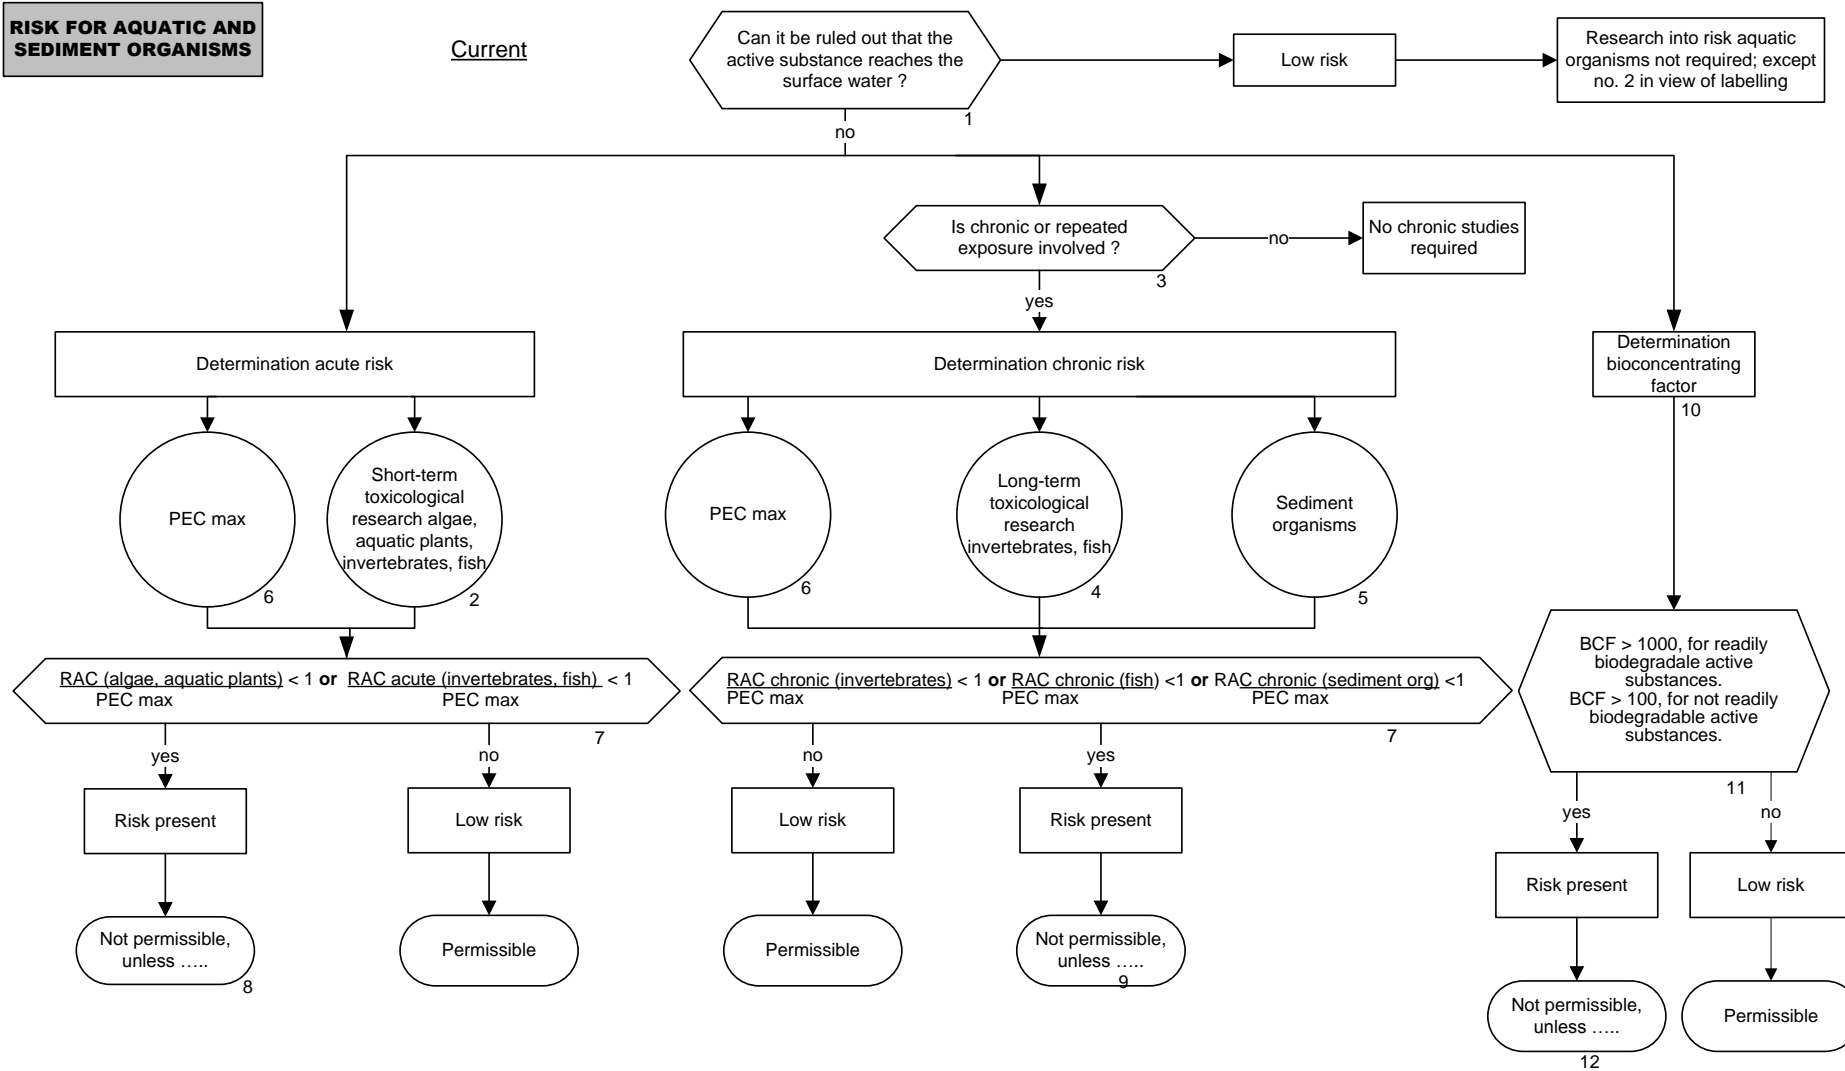 RISK FOR AQUATIC AND
SEDIMENT ORGANISMS
Current
Can it be ruled out that the
active substance reaches the
surface water ?
1
Low risk
Research into risk aquatic
organisms not required; except
no. 2 in view of labelling
no
Is chronic or repeated
exposure involved ?
3
no
No chronic studies
required
yes
Determination acute risk
Determination chronic risk
Determination
bioconcentrating
factor
10
PEC max
6
Short-term
toxicological
research algae,
aquatic plants,
invertebrates, fish
2
PEC max
6
Long-term
toxicological
research
invertebrates, fish
4
Sediment
organisms
5
RAC (algae, aquatic plants) < 1 or RAC acute (invertebrates, fish) < 1
PEC max PEC max
7
RAC chronic (invertebrates) < 1 or RAC chronic (fish) <1 or RAC chronic (sediment org) <1
PEC max PEC max PEC max
7
BCF > 1000, for readily
biodegradale active
substances.
BCF > 100, for not readily
biodegradable active
substances.
11
yes
no
no
yes
yes
no
Risk present
Low risk
Low risk
Risk present
Risk present
Low risk
Not permissible,
unless …..
8
Permissible
Permissible
Not permissible,
unless …..
9
Not permissible,
unless …..
12
Permissible